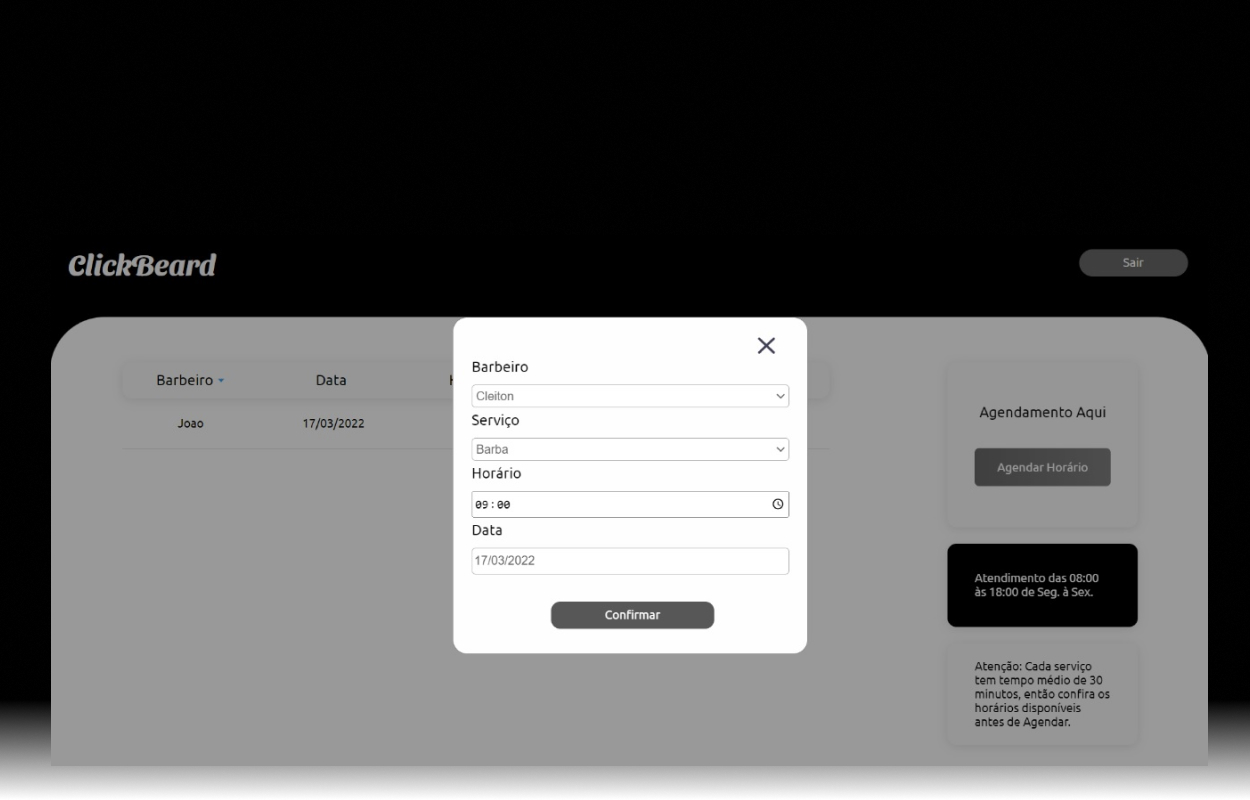 ClickBeard
Sair
Barbeiro
Data
Joao
17/03/2022
Barbeiro
Cleiton
Serviço
Barba
Horário
09:00
Data
17/03/2022
Confirmar
Agendamento Aqui
Agendar Horário
Atendimento das 08:00
às 18:00 de Seg. à Sex.
Atenção: Cada serviço
tem tempo médio de 30
minutos, então confira os
horários disponíveis
antes de Agendar.